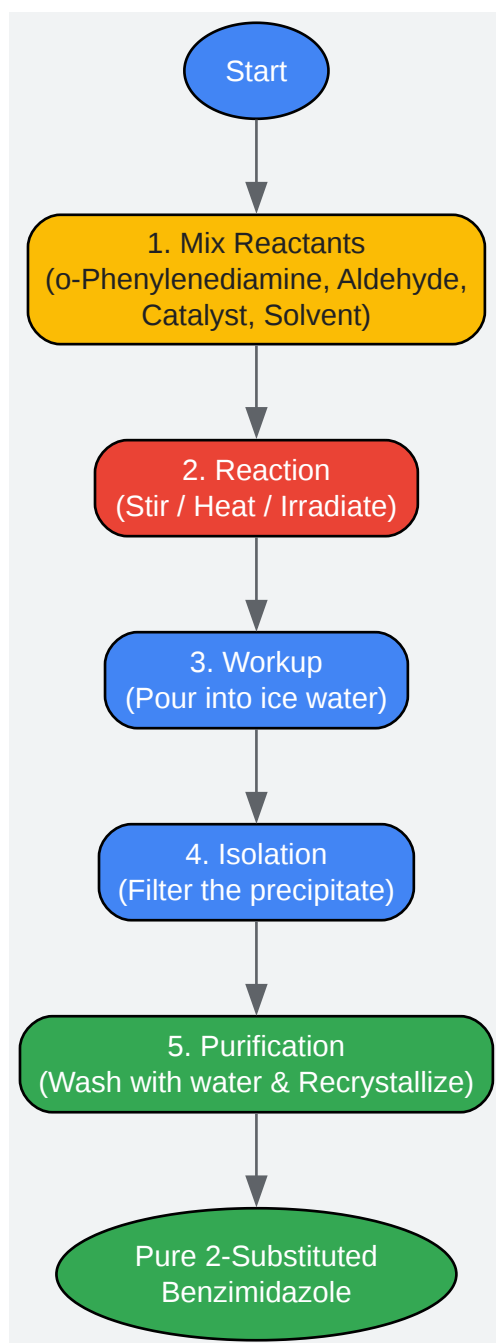 Start
1. Mix Reactants
(o-Phenylenediamine, Aldehyde,
Catalyst, Solvent)
2. Reaction
(Stir / Heat / Irradiate)
3. Workup
(Pour into ice water)
4. Isolation
(Filter the precipitate)
5. Purification
(Wash with water & Recrystallize)
Pure 2-Substituted
Benzimidazole